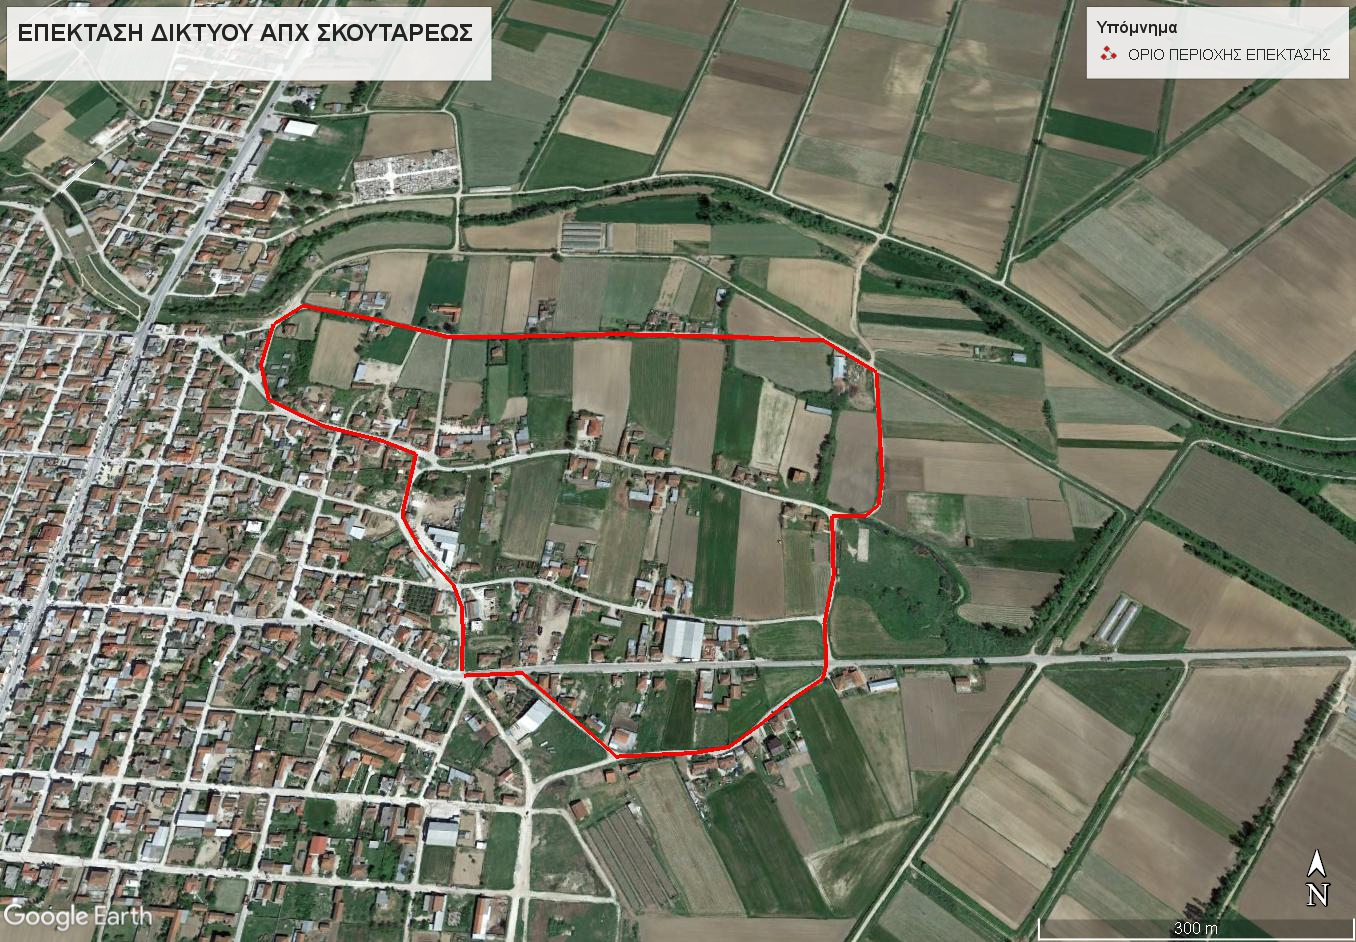 ΕΠΕΚΤΑΣΗ ΔΙΚΤΥΟΥ ΑΠΧ ΣΚΟΥΤΑΡΕΩΣ
Υπόμνημα
ΟΡΙΟ ΠΕΡΙΟΧΗΣ ΕΠΕΚΤΑΣΗΣ
Google Earth
N
300 m